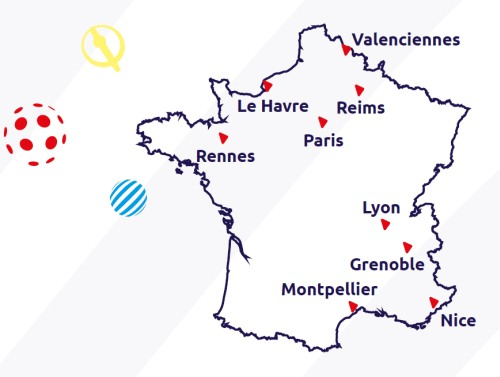 Valenciennes
Le Havre
Reims
Paris
Rennes
Lyon
Grenoble
Montpellier
Nice